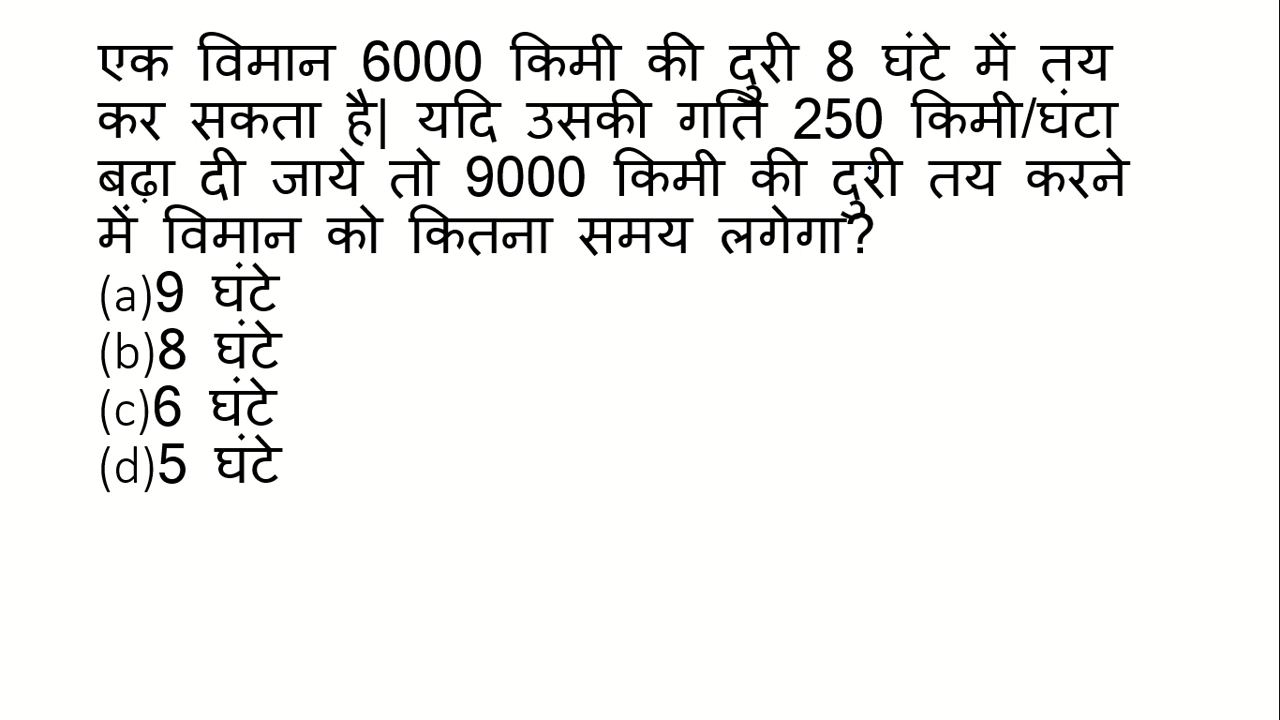 एक विमान 6000 किमी की दुरी 8 घंटे में तय
कर सकता है| यदि उसकी गति 250 किमी/घंटा
बढ़ा दी जाये तो 9000 किमी की दुरी तय करने
में विमान को कितना समय लगेगा?
(a)9 घंटे
(b)8 घंटे
(c)6 घंटे
(d)5 घंटे